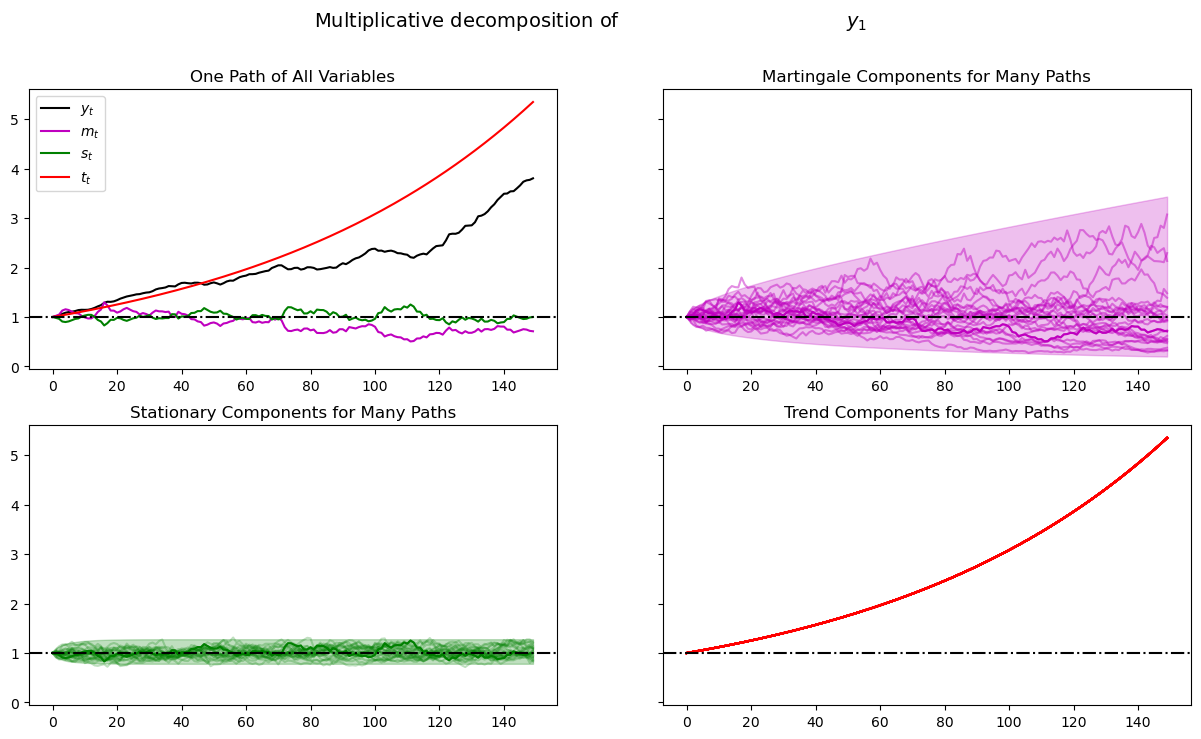 Multiplicative decomposition of y₁
One Path of All Variables
yₜ
mₜ
sₜ
tₜ
5
4
3
2
1
0
0 20 40 60 80 100 120 140
Martingale Components for Many Paths
0 20 40 60 80 100 120 140
Stationary Components for Many Paths
5
4
3
2
1
0
0 20 40 60 80 100 120 140
Trend Components for Many Paths
0 20 40 60 80 100 120 140